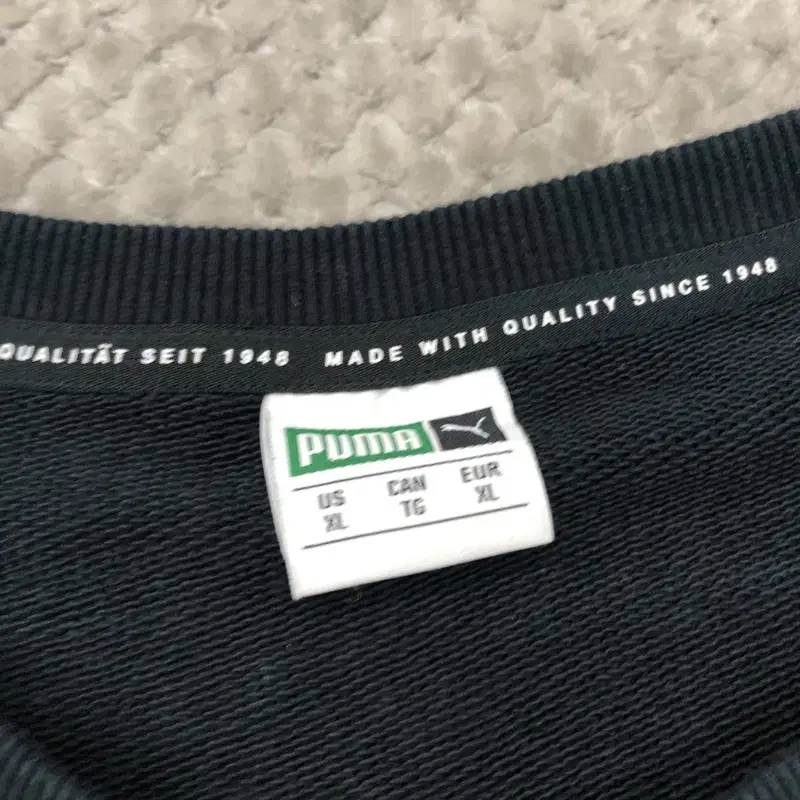 QUALITÄT SEIT 1948 MADE WITH QUALITY SINCE 1948
PUMA
US CAN EUR
XL TG XL